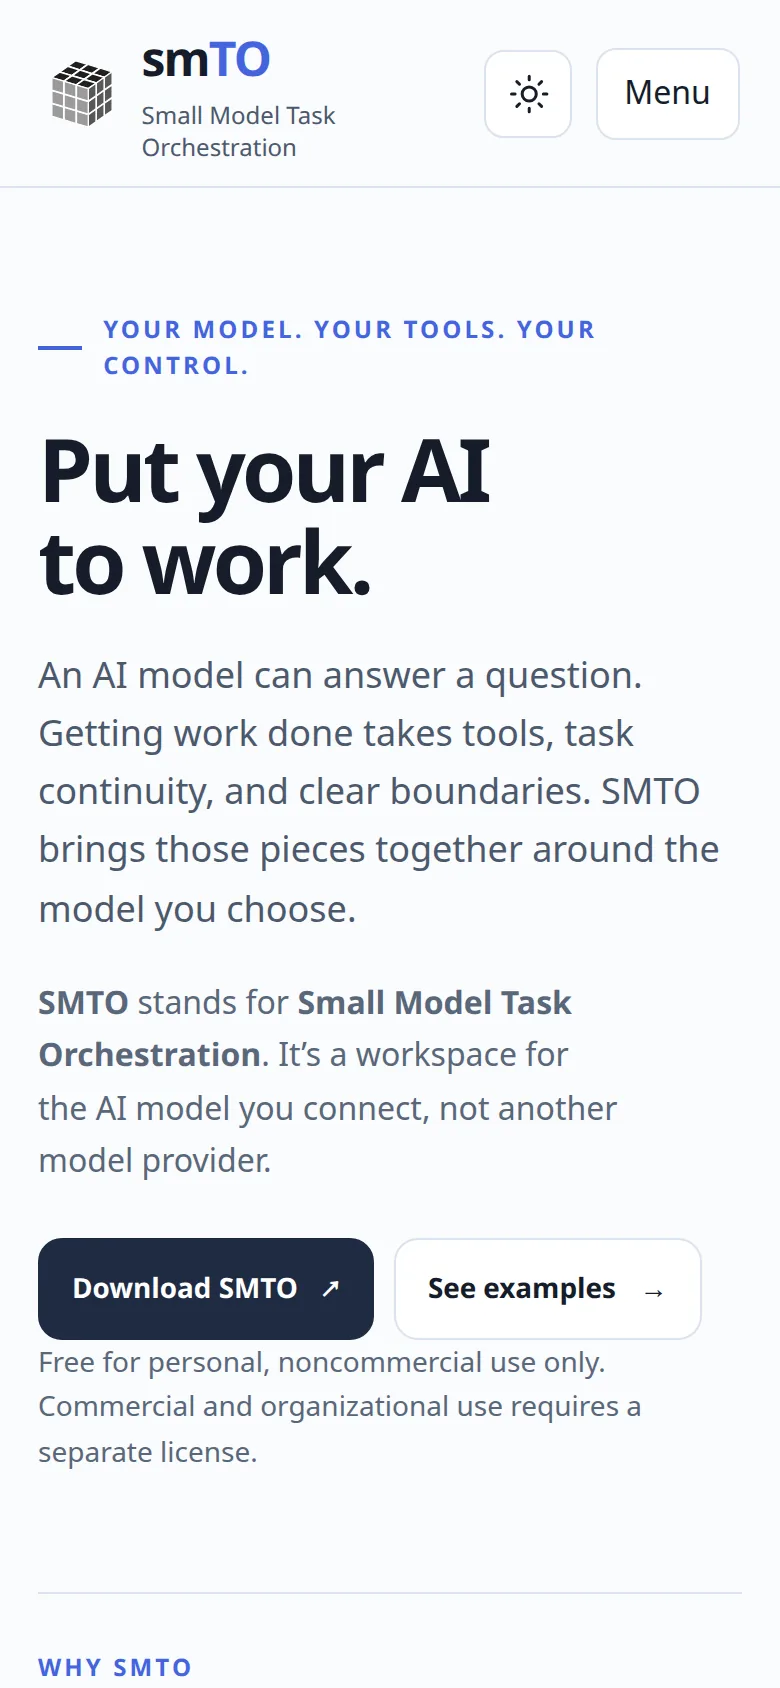 smTO
Small Model Task
Orchestration
Menu
YOUR MODEL. YOUR TOOLS. YOUR
CONTROL.
Put your AI
to work.
An AI model can answer a question.
Getting work done takes tools, task
continuity, and clear boundaries. SMTO
brings those pieces together around the
model you choose.
SMTO stands for Small Model Task
Orchestration. It’s a workspace for
the AI model you connect, not another
model provider.
Download SMTO ↗
See examples →
Free for personal, noncommercial use only.
Commercial and organizational use requires a
separate license.
WHY SMTO